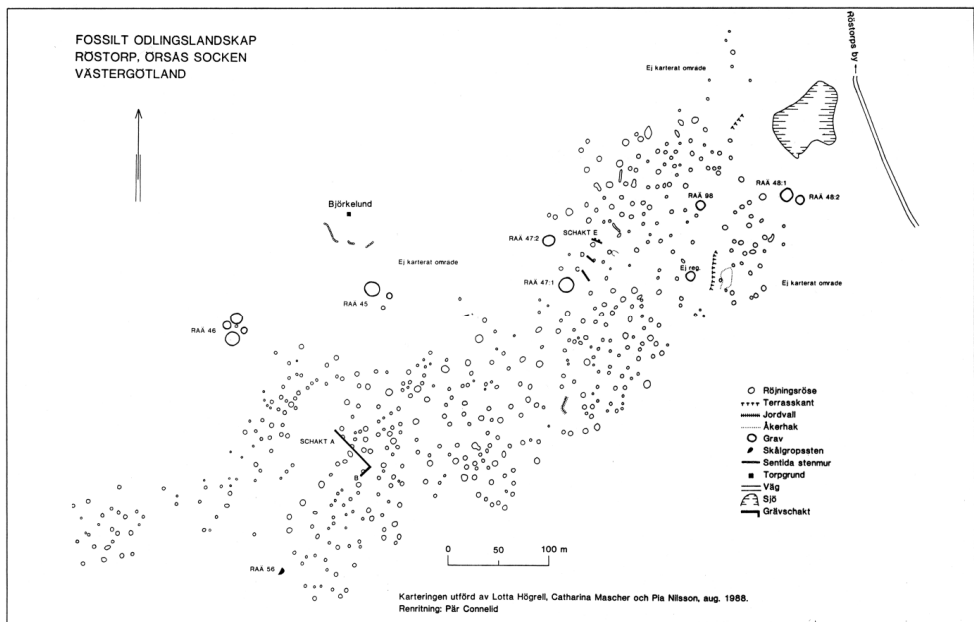 FOSSILT ODLINGSLANDSKAP
RÖSTORP, ÖRSÅS SOCKEN
VÄSTERGÖTLAND
Röstorps by ←
Ej karterat område
RAÄ 48:1
RAÄ 48:2
RAÄ 98
Björkelund
SCHAKT E
RAÄ 47:2
D
Ej karterat område
C
Ej reg.
RAÄ 47:1
Ej karterat område
RAÄ 45
RAÄ 46
SCHAKT A
B
RAÄ 56
Röjningsröse
Terrasskant
Jordvall
Åkerhak
Grav
Skålgropssten
Sentida stenmur
Torpgrund
Väg
Sjö
Grävschakt
0 50 100 m
Karteringen utförd av Lotta Högrell, Catharina Mascher och Pia Nilsson, aug. 1988.
Renritning: Pär Connelid